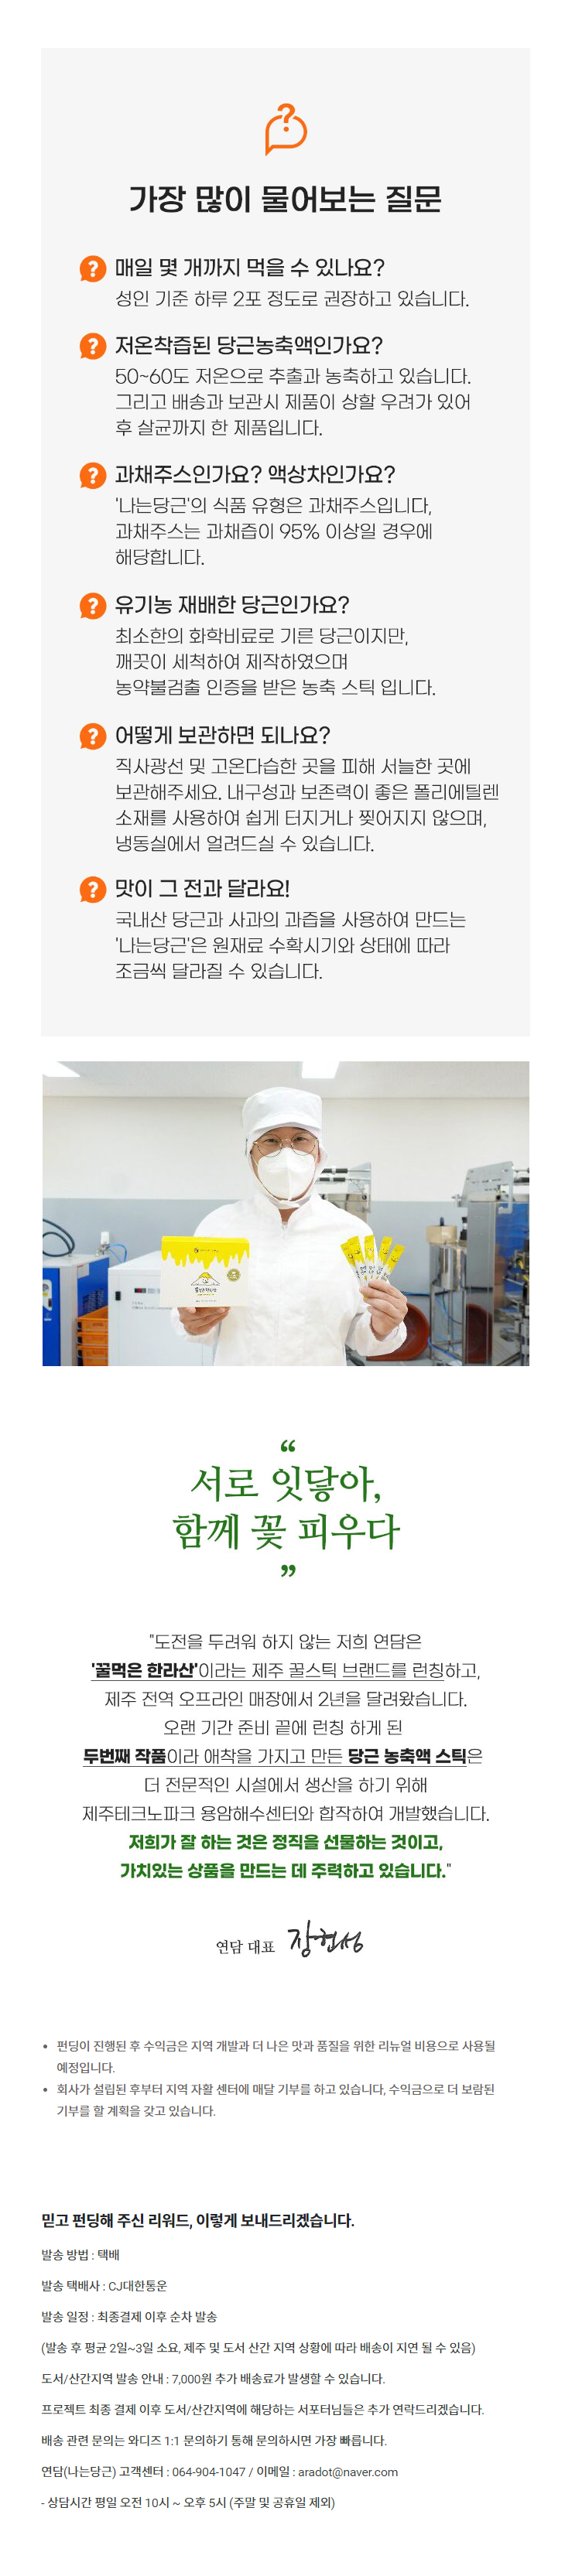 가장 많이 물어보는 질문
매일 몇 개까지 먹을 수 있나요?
성인 기준 하루 2포 정도로 권장하고 있습니다.
저온착즙된 당근농축액인가요?
50~60도 저온으로 추출과 농축하고 있습니다.
그리고 배송과 보관시 제품이 상할 우려가 있어
후 살균까지 한 제품입니다.
과채주스인가요? 액상차인가요?
'나는당근'의 식품 유형은 과채주스입니다,
과채주스는 과채즙이 95% 이상일 경우에
해당합니다.
유기농 재배한 당근인가요?
최소한의 화학비료로 기른 당근이지만,
깨끗이 세척하여 제작하였으며
농약불검출 인증을 받은 농축 스틱 입니다.
어떻게 보관하면 되나요?
직사광선 및 고온다습한 곳을 피해 서늘한 곳에
보관해주세요. 내구성과 보존력이 좋은 폴리에틸렌
소재를 사용하여 쉽게 터지거나 찢어지지 않으며,
냉동실에서 얼려드실 수 있습니다.
맛이 그 전과 달라요!
국내산 당근과 사과의 과즙을 사용하여 만드는
'나는당근'은 원재료 수확시기와 상태에 따라
조금씩 달라질 수 있습니다.
“
서로 잇닿아,
함께 꽃 피우다
”
"도전을 두려워 하지 않는 저희 연담은
'꿀먹은 한라산'이라는 제주 꿀스틱 브랜드를 런칭하고,
제주 전역 오프라인 매장에서 2년을 달려왔습니다.
오랜 기간 준비 끝에 런칭 하게 된
두번째 작품이라 애착을 가지고 만든 당근 농축액 스틱은
더 전문적인 시설에서 생산을 하기 위해
제주테크노파크 용암해수센터와 합작하여 개발했습니다.
저희가 잘 하는 것은 정직을 선물하는 것이고,
가치있는 상품을 만드는 데 주력하고 있습니다."
연담 대표 장현성
• 펀딩이 진행된 후 수익금은 지역 개발과 더 나은 맛과 품질을 위한 리뉴얼 비용으로 사용될
예정입니다.
• 회사가 설립된 후부터 지역 자활 센터에 매달 기부를 하고 있습니다, 수익금으로 더 보람된
기부를 할 계획을 갖고 있습니다.
믿고 펀딩해 주신 리워드, 이렇게 보내드리겠습니다.
발송 방법 : 택배
발송 택배사 : CJ대한통운
발송 일정 : 최종결제 이후 순차 발송
(발송 후 평균 2일~3일 소요, 제주 및 도서 산간 지역 상황에 따라 배송이 지연 될 수 있음)
도서/산간지역 발송 안내 : 7,000원 추가 배송료가 발생할 수 있습니다.
프로젝트 최종 결제 이후 도서/산간지역에 해당하는 서포터님들은 추가 연락드리겠습니다.
배송 관련 문의는 와디즈 1:1 문의하기 통해 문의하시면 가장 빠릅니다.
연담(나는당근) 고객센터 : 064-904-1047 / 이메일 : aradot@naver.com
- 상담시간 평일 오전 10시 ~ 오후 5시 (주말 및 공휴일 제외)